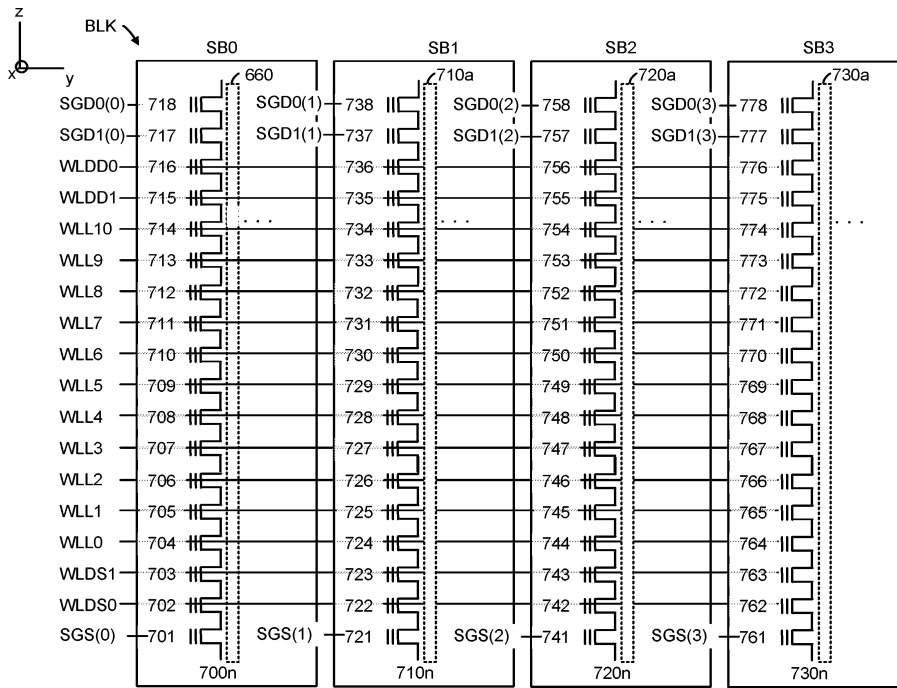 z
BLK
x
y
SB0 SB1 SB2 SB3
660 710a 720a 730a
SGD0(0) 718 SGD0(1) 738 SGD0(2) 758 SGD0(3) 778
SGD1(0) 717 SGD1(1) 737 SGD1(2) 757 SGD1(3) 777
WLDD0 716 736 756 776
WLDD1 715 735 755 775
WLL10 714 ... 734 ... 754 ... 774 ...
WLL9 713 733 753 773
WLL8 712 732 752 772
WLL7 711 731 751 771
WLL6 710 730 750 770
WLL5 709 729 749 769
WLL4 708 728 748 768
WLL3 707 727 747 767
WLL2 706 726 746 766
WLL1 705 725 745 765
WLL0 704 724 744 764
WLDS1 703 723 743 763
WLDS0 702 722 742 762
SGS(0) 701 SGS(1) 721 SGS(2) 741 SGS(3) 761
700n 710n 720n 730n